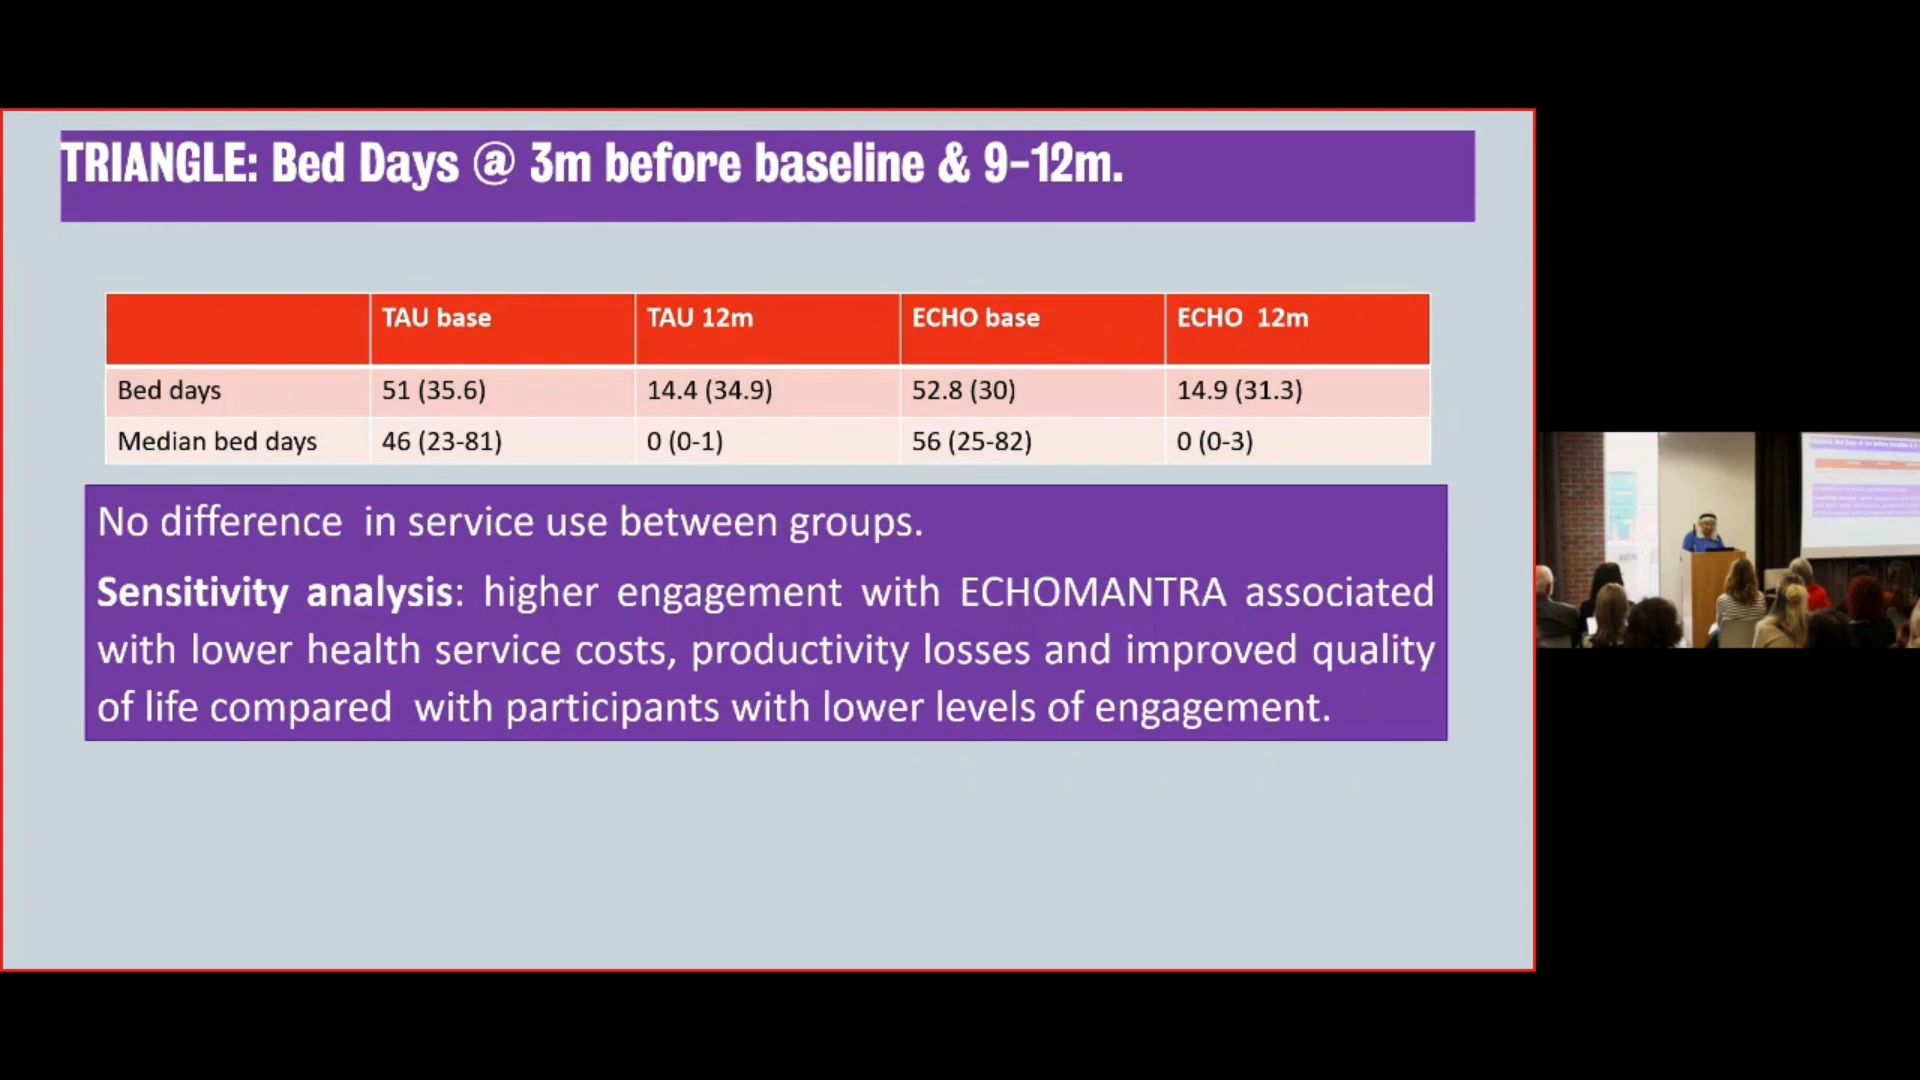 TRIANGLE: Bed Days @ 3m before baseline & 9-12m.
TAU base TAU 12m ECHO base ECHO 12m
Bed days 51 (35.6) 14.4 (34.9) 52.8 (30) 14.9 (31.3)
Median bed days 46 (23-81) 0 (0-1) 56 (25-82) 0 (0-3)
No difference in service use between groups.
Sensitivity analysis: higher engagement with ECHOMANTRA associated
with lower health service costs, productivity losses and improved quality
of life compared with participants with lower levels of engagement.